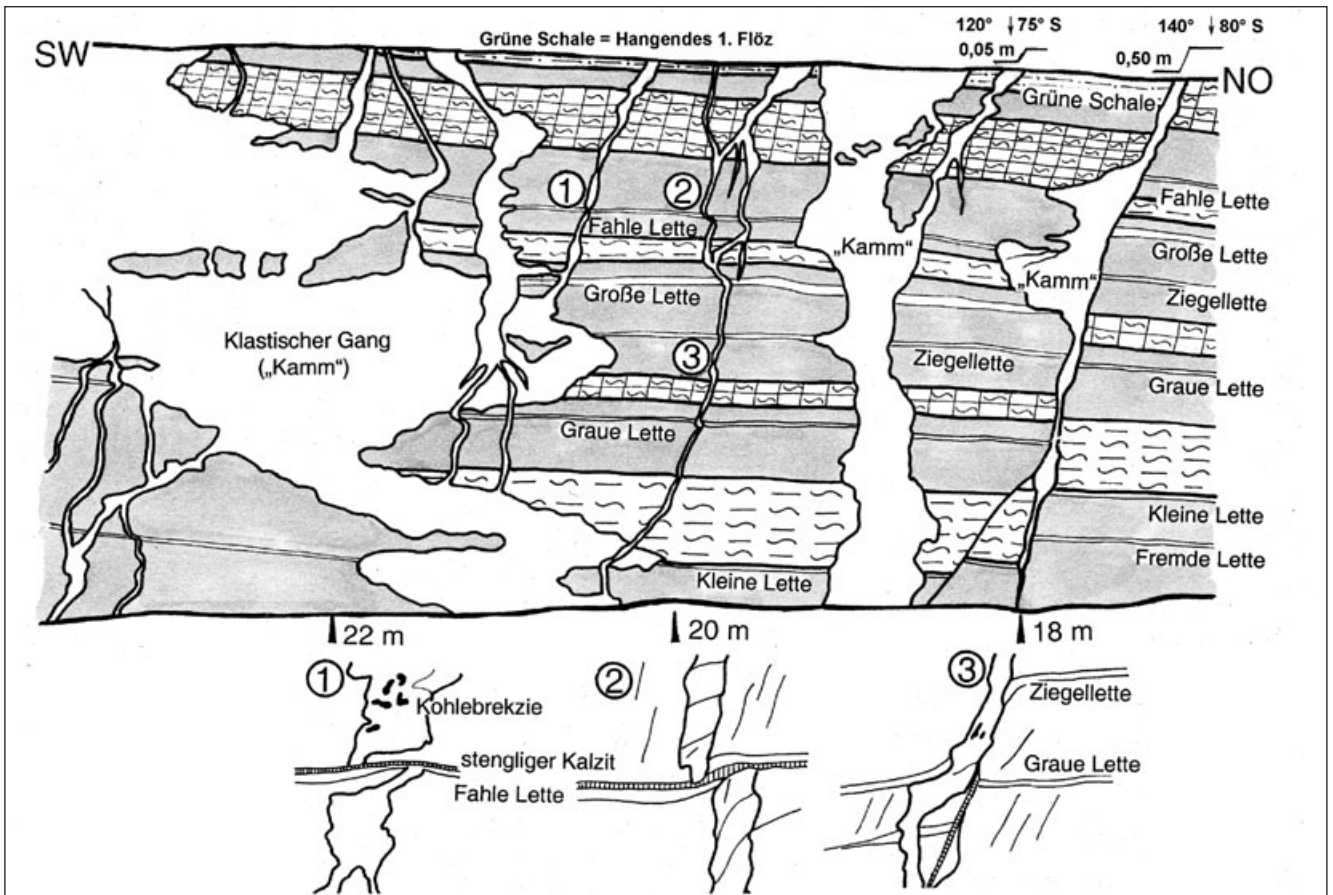 SW
Grüne Schale = Hangendes 1. Flöz
120° ↓75° S
0,05 m
140° ↓80° S
0,50 m
NO
Grüne Schale
①
②
Fahle Lette
Fahle Lette
„Kamm“
Große Lette
„Kamm“
Große Lette
Ziegellette
Klastischer Gang
(„Kamm“)
③
Ziegellette
Graue Lette
Graue Lette
Kleine Lette
Fremde Lette
Kleine Lette
22 m
20 m
18 m
①
Kohlebrekzie
stengliger Kalzit
Fahle Lette
②
③
Ziegellette
Graue Lette